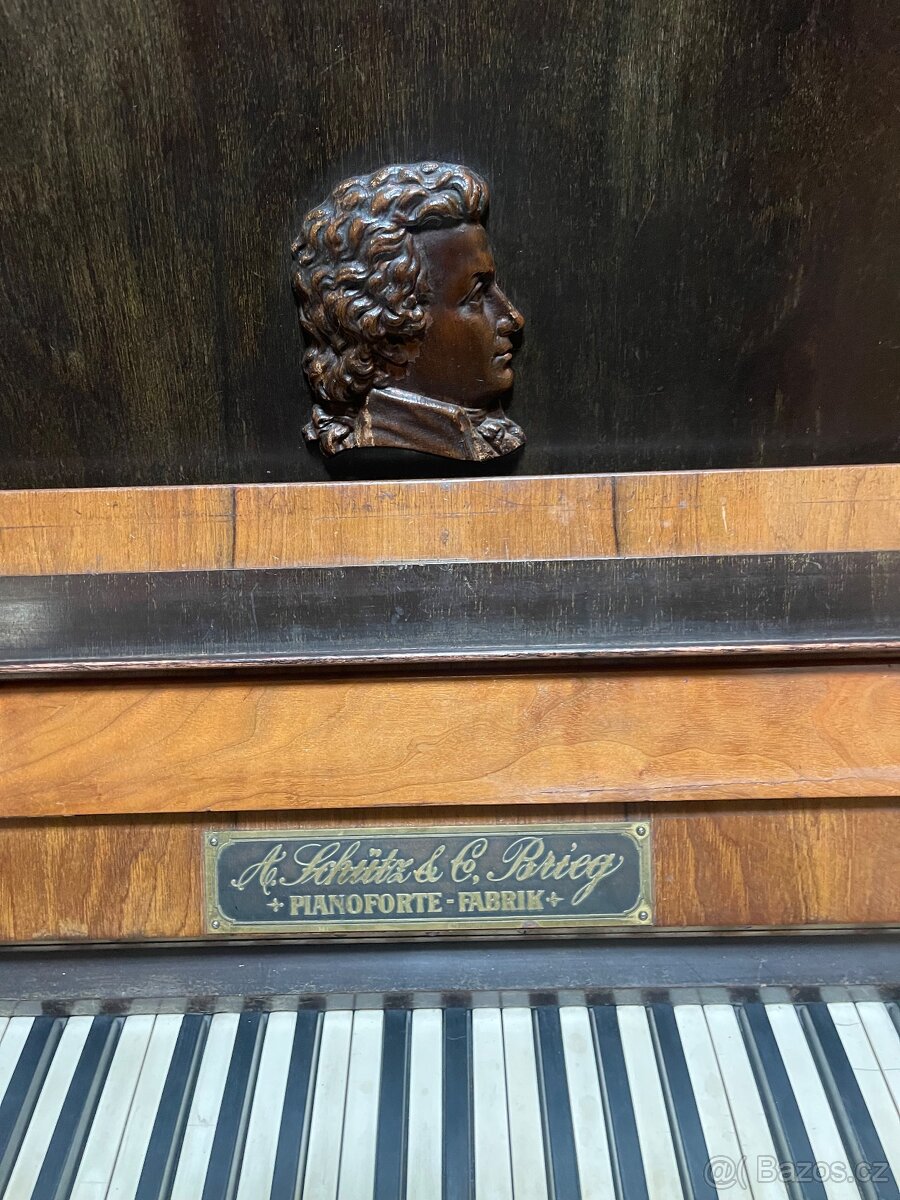 A. Schütz & C. Brieg
PIANOFORTE - FABRIK
@( Bazos.cz